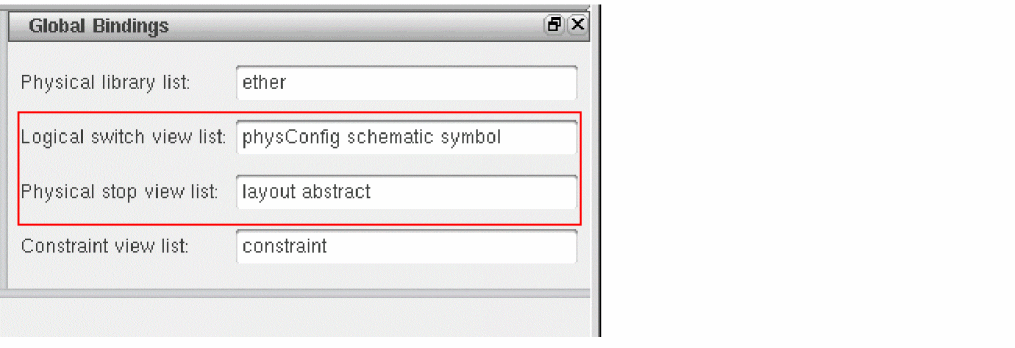 Global Bindings
Physical library list: ether
Logical switch view list: physConfig schematic symbol
Physical stop view list: layout abstract
Constraint view list: constraint